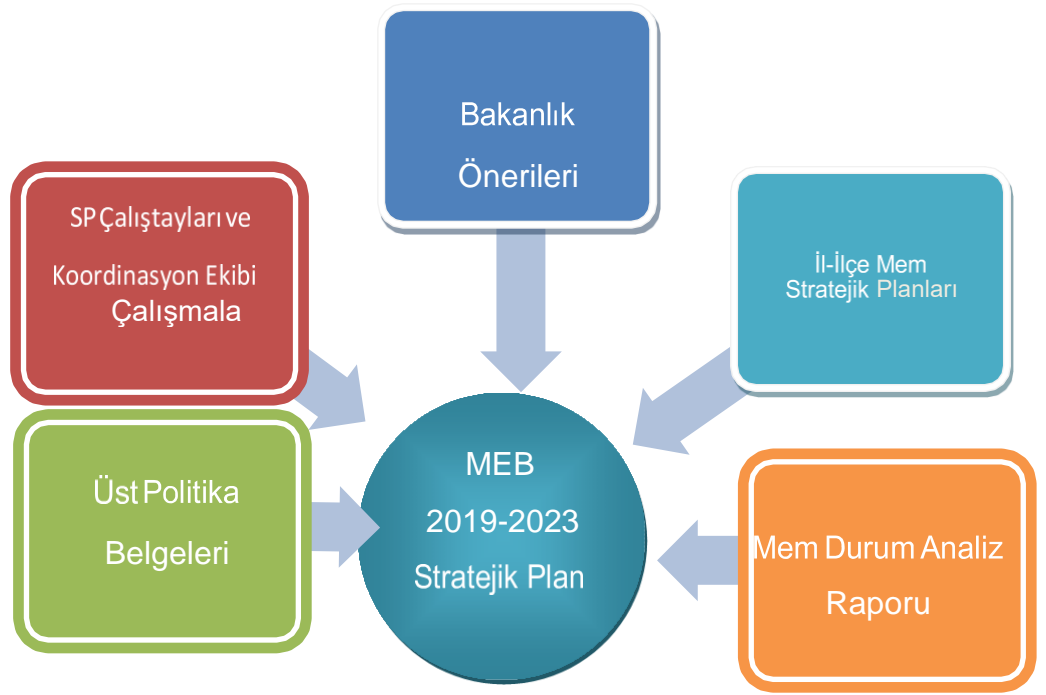 Bakanlık
Önerileri
SP Çalıştayları ve
Koordinasyon Ekibi
Çalışmala
İl-İlçe Mem
Stratejik Planları
Üst Politika
Belgeleri
MEB
2019-2023
Stratejik Plan
Mem Durum Analiz
Raporu